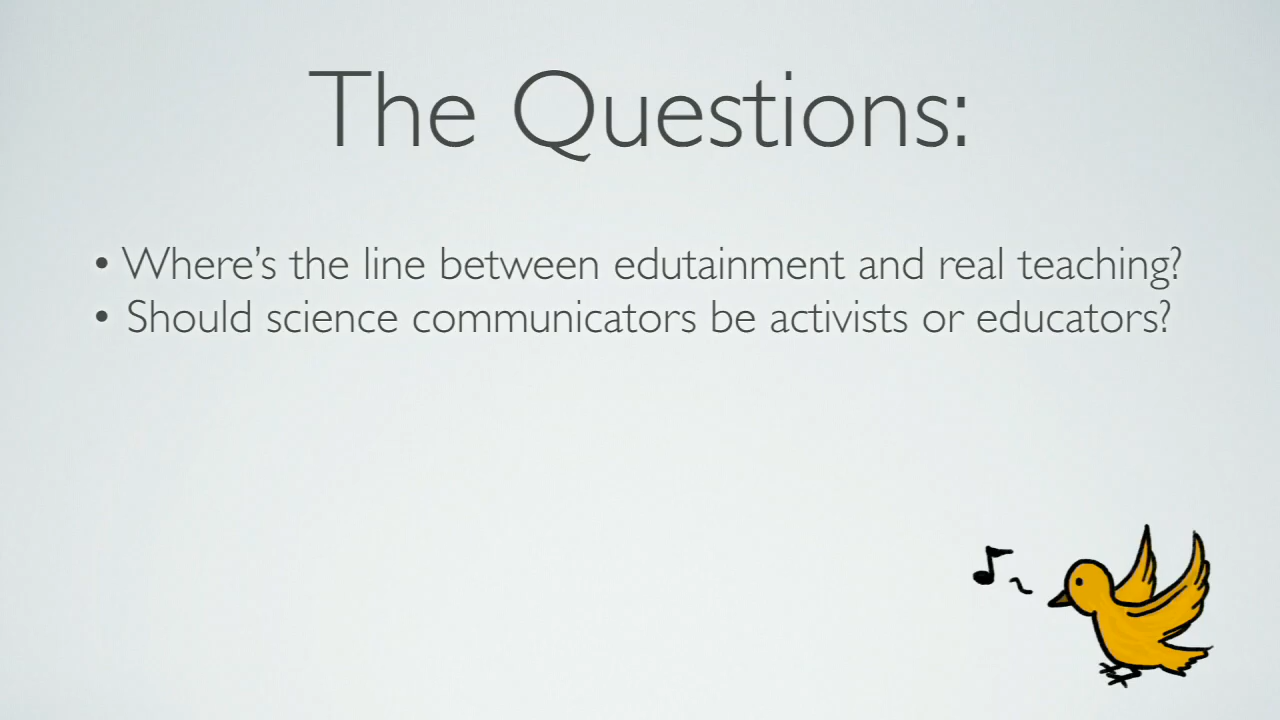 The Questions:
• Where’s the line between edutainment and real teaching?
• Should science communicators be activists or educators?